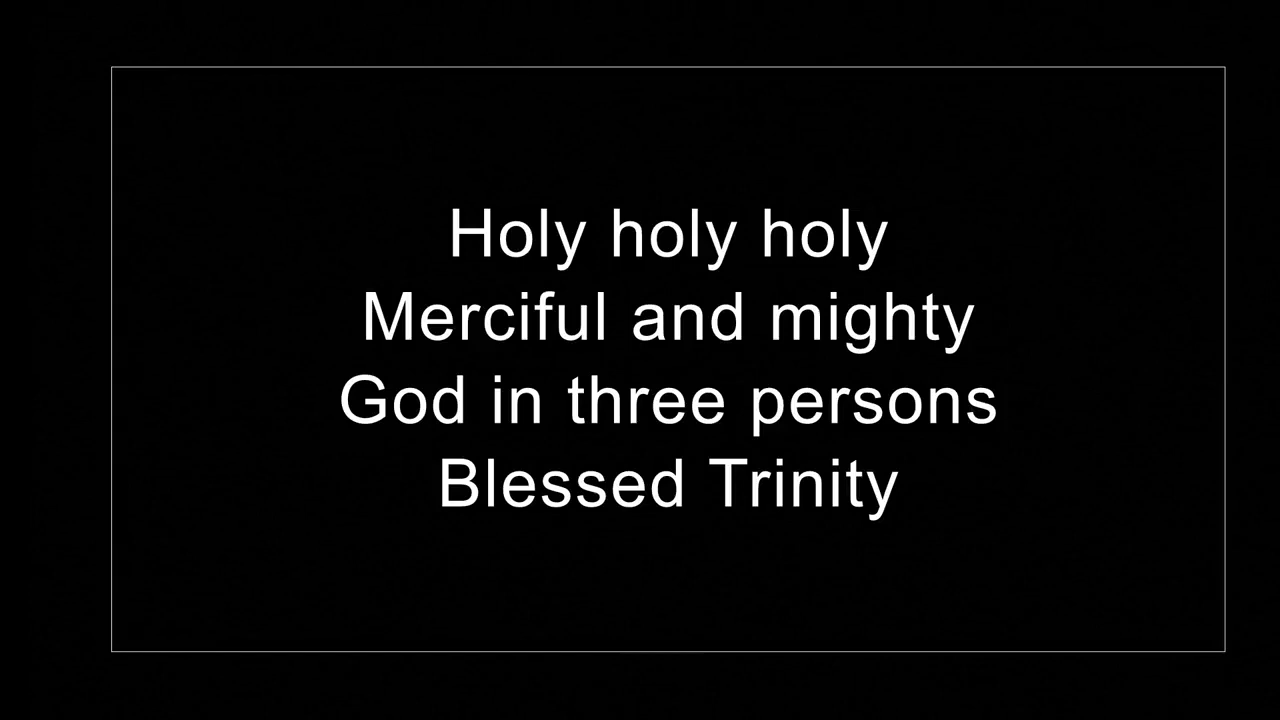 Holy holy holy
Merciful and mighty
God in three persons
Blessed Trinity